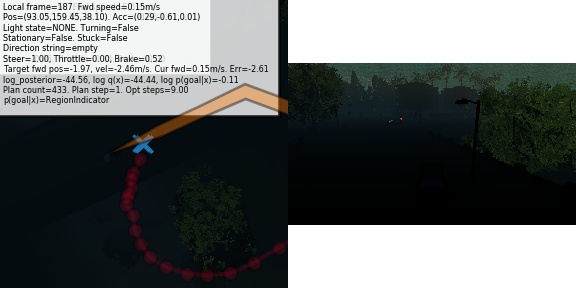 Local frame=187. Fwd speed=0.15m/s
Pos=(93.05,159.45,38.10). Acc=(0.29,-0.61,0.01)
Light state=NONE. Turning=False
Stationary=False. Stuck=False
Direction string=empty
Steer=1.00, Throttle=0.00, Brake=0.52
Target fwd pos=-1.97, vel=-2.46m/s. Cur fwd=0.15m/s. Err=-2.61
log_posterior=-44.56, log q(x)=-44.44, log p(goal|x)=-0.11
Plan count=433. Plan step=1. Opt steps=9.00
p(goal|x)=RegionIndicator